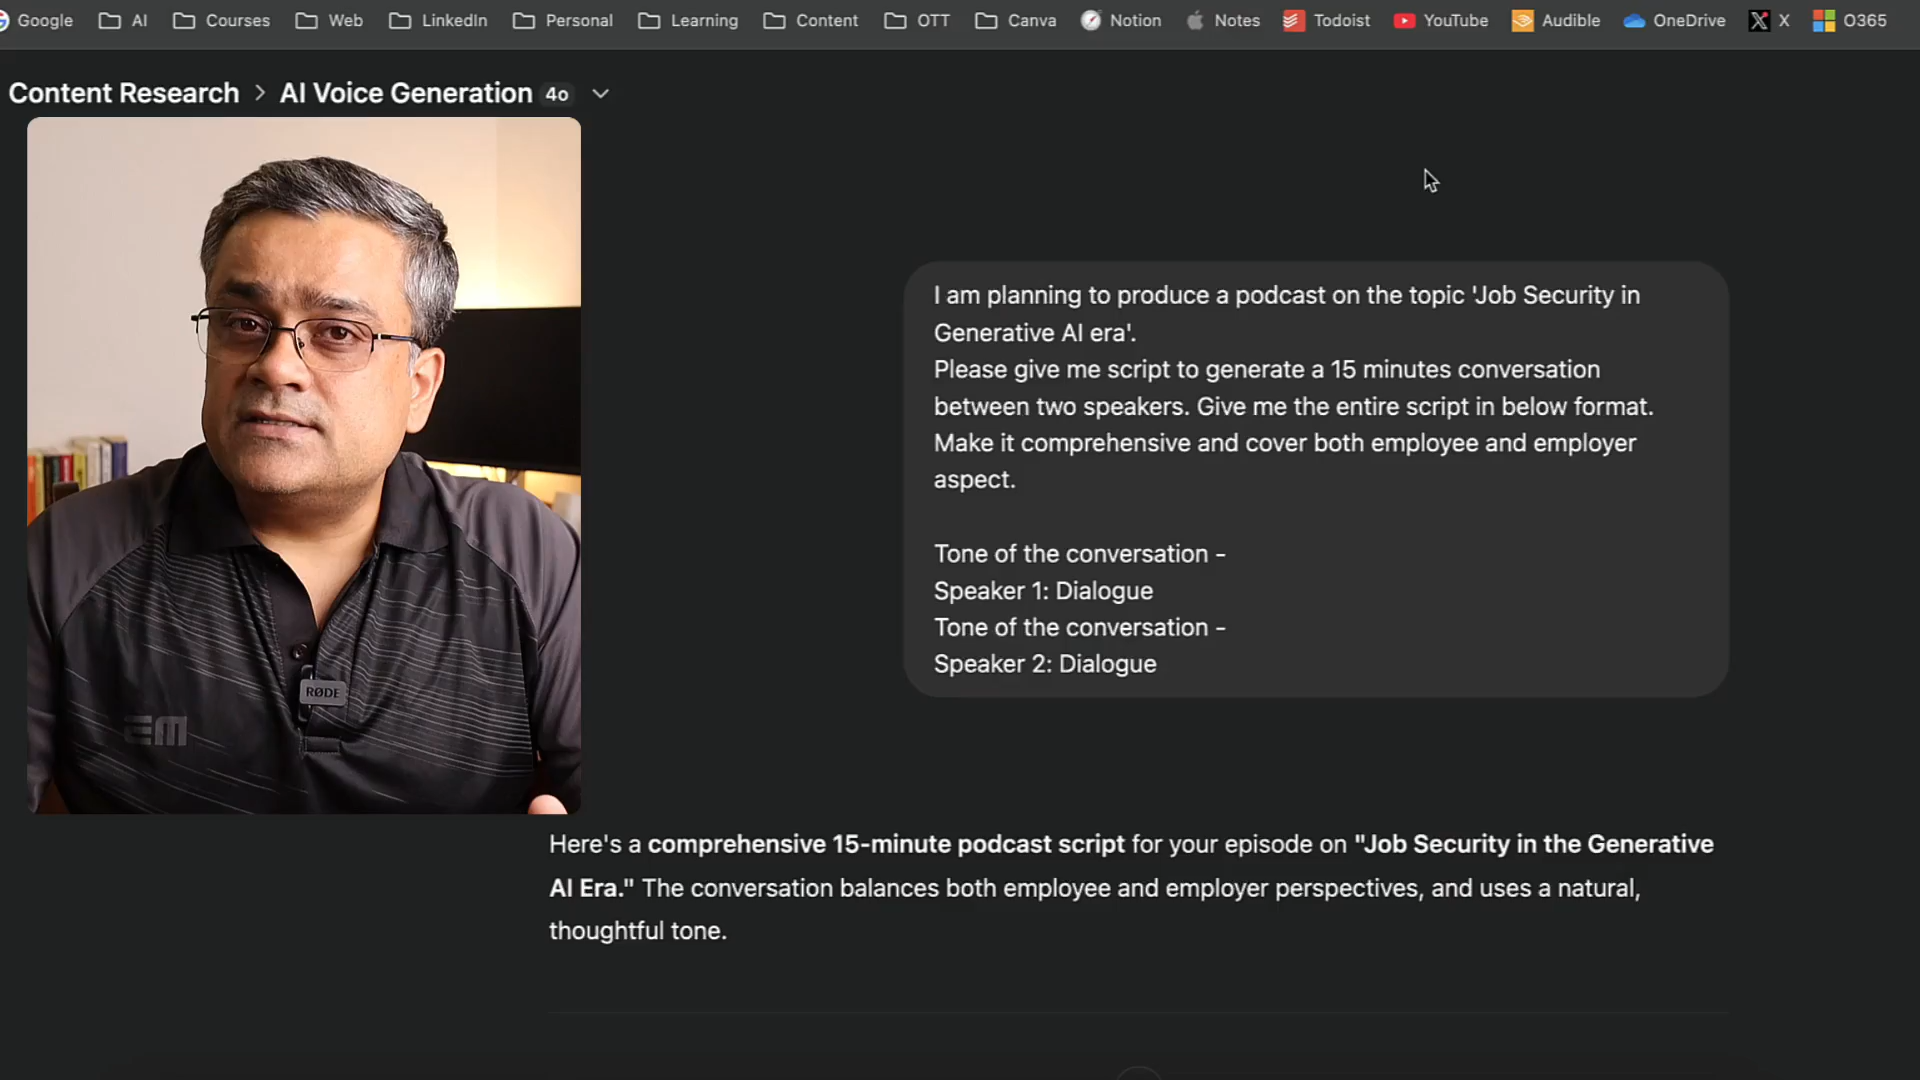 Google AI Courses Web LinkedIn Personal Learning Content OTT Canva Notion Notes Todoist YouTube Audible OneDrive X O365
Content Research > AI Voice Generation 4o
I am planning to produce a podcast on the topic 'Job Security in
Generative AI era'.
Please give me script to generate a 15 minutes conversation
between two speakers. Give me the entire script in below format.
Make it comprehensive and cover both employee and employer
aspect.
Tone of the conversation -
Speaker 1: Dialogue
Tone of the conversation -
Speaker 2: Dialogue
RØDE
EM
Here's a comprehensive 15-minute podcast script for your episode on "Job Security in the Generative
AI Era." The conversation balances both employee and employer perspectives, and uses a natural,
thoughtful tone.